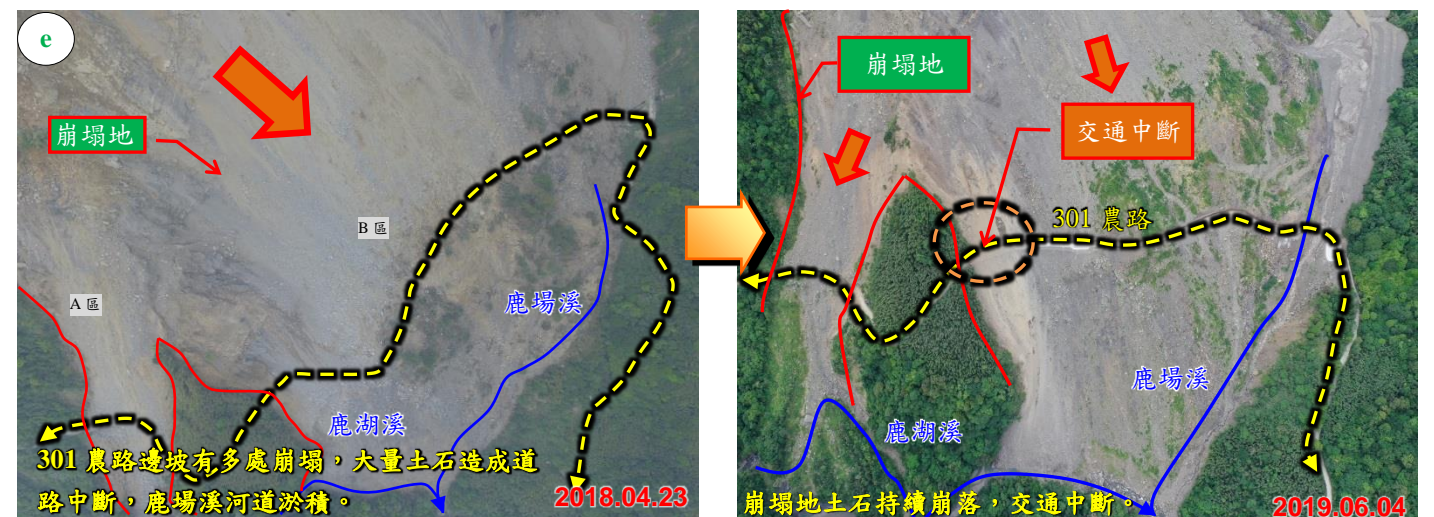 e
崩塌地
B 區
A 區
鹿場溪
鹿湖溪
301 農路邊坡有多處崩塌，大量土石造成道
路中斷，鹿場溪河道淤積。
2018.04.23
崩塌地
交通中斷
301 農路
鹿場溪
鹿湖溪
崩塌地土石持續崩落，交通中斷。
2019.06.04